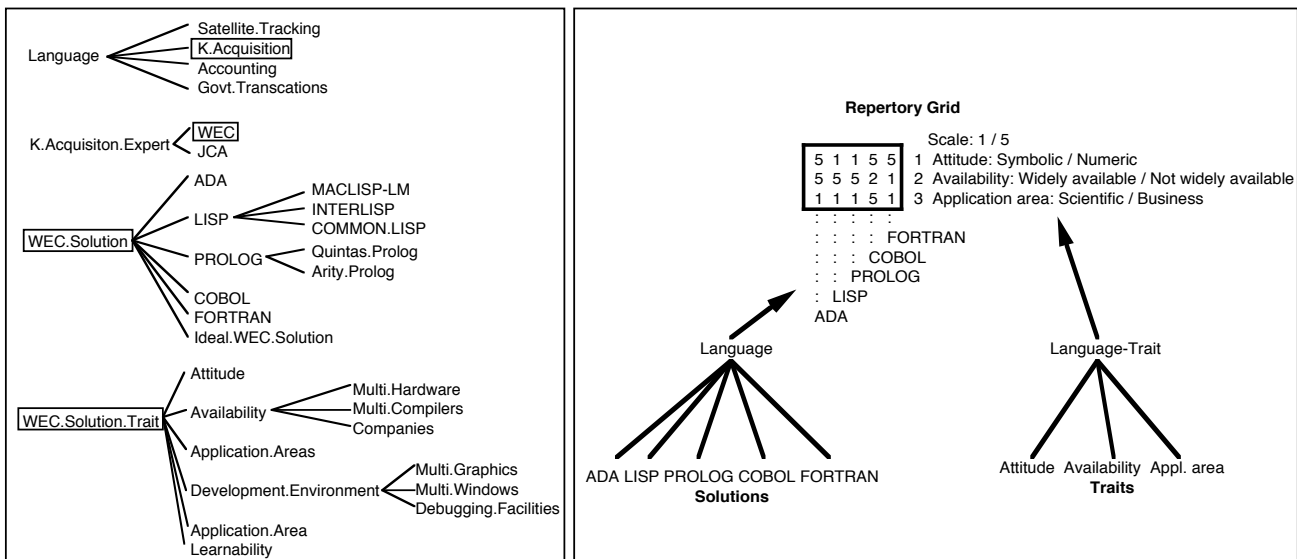 Satellite.Tracking
Language
K.Acquisition
Accounting
Govt.Transcations
WEC
K.Acquisiton.Expert
JCA
ADA
MACLISP-LM
LISP
INTERLISP
COMMON.LISP
WEC.Solution
Quintas.Prolog
PROLOG
Arity.Prolog
COBOL
FORTRAN
Ideal.WEC.Solution
Attitude
Multi.Hardware
Availability
Multi.Compilers
WEC.Solution.Trait
Companies
Application.Areas
Multi.Graphics
Development.Environment
Multi.Windows
Debugging.Facilities
Application.Area
Learnability
Repertory Grid
Scale: 1 / 5
5 1 1 5 5 1 Attitude: Symbolic / Numeric
5 5 5 2 1 2 Availability: Widely available / Not widely available
1 1 1 5 1 3 Application area: Scientific / Business
: : : : :
: : : : FORTRAN
: : : COBOL
: : PROLOG
: LISP
ADA
Language
Language-Trait
ADA LISP PROLOG COBOL FORTRAN
Solutions
Attitude Availability Appl. area
Traits